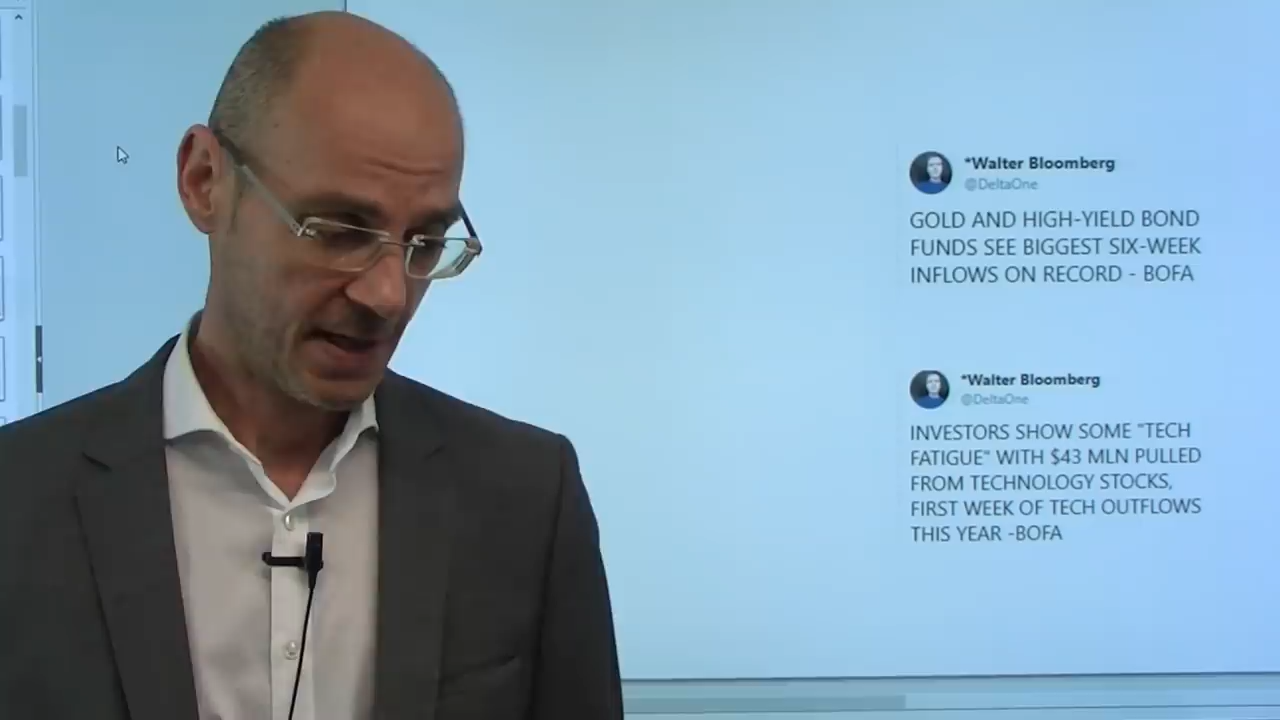 *Walter Bloomberg
@DeltaOne
GOLD AND HIGH-YIELD BOND
FUNDS SEE BIGGEST SIX-WEEK
INFLOWS ON RECORD - BOFA
*Walter Bloomberg
@DeltaOne
INVESTORS SHOW SOME "TECH
FATIGUE" WITH $43 MLN PULLED
FROM TECHNOLOGY STOCKS,
FIRST WEEK OF TECH OUTFLOWS
THIS YEAR -BOFA